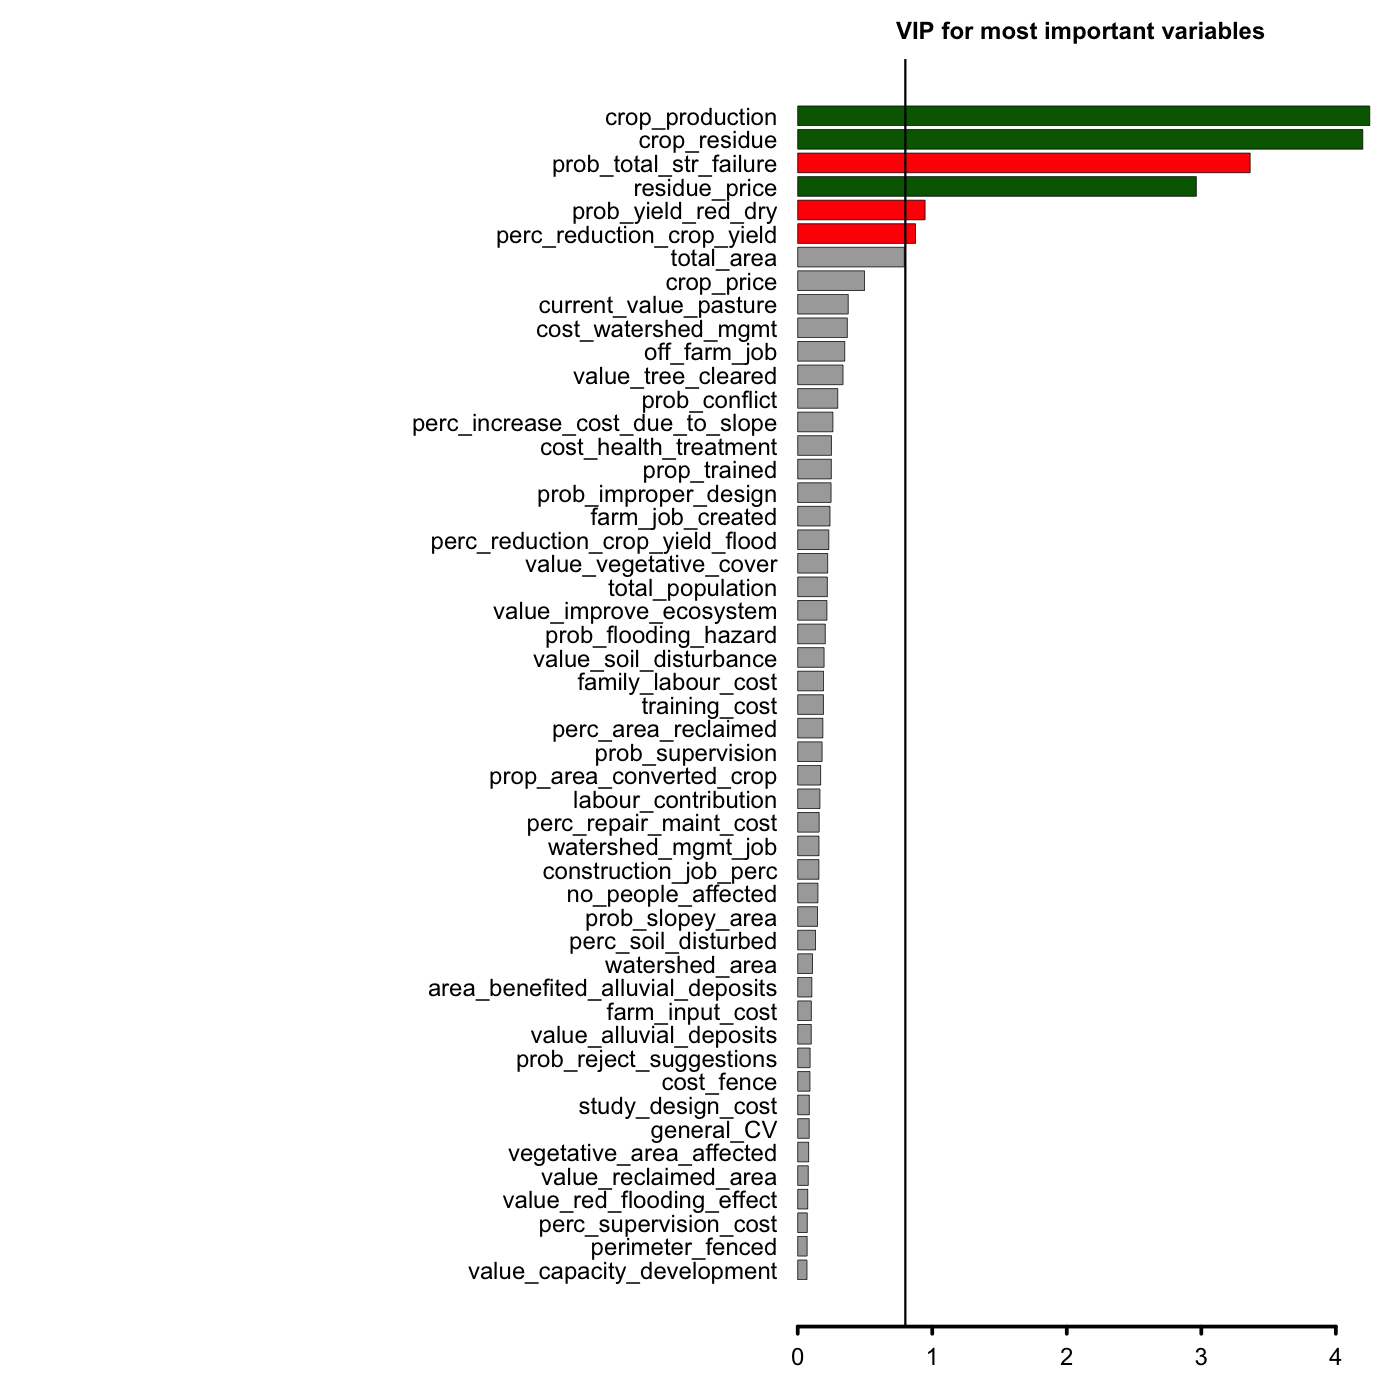 VIP for most important variables
crop_production
crop_residue
prob_total_str_failure
residue_price
prob_yield_red_dry
perc_reduction_crop_yield
total_area
crop_price
current_value_pasture
cost_watershed_mgmt
off_farm_job
value_tree_cleared
prob_conflict
perc_increase_cost_due_to_slope
cost_health_treatment
prop_trained
prob_improper_design
farm_job_created
perc_reduction_crop_yield_flood
value_vegetative_cover
total_population
value_improve_ecosystem
prob_flooding_hazard
value_soil_disturbance
family_labour_cost
training_cost
perc_area_reclaimed
prob_supervision
prop_area_converted_crop
labour_contribution
perc_repair_maint_cost
watershed_mgmt_job
construction_job_perc
no_people_affected
prob_slopey_area
perc_soil_disturbed
watershed_area
area_benefited_alluvial_deposits
farm_input_cost
value_alluvial_deposits
prob_reject_suggestions
cost_fence
study_design_cost
general_CV
vegetative_area_affected
value_reclaimed_area
value_red_flooding_effect
perc_supervision_cost
perimeter_fenced
value_capacity_development
0 1 2 3 4